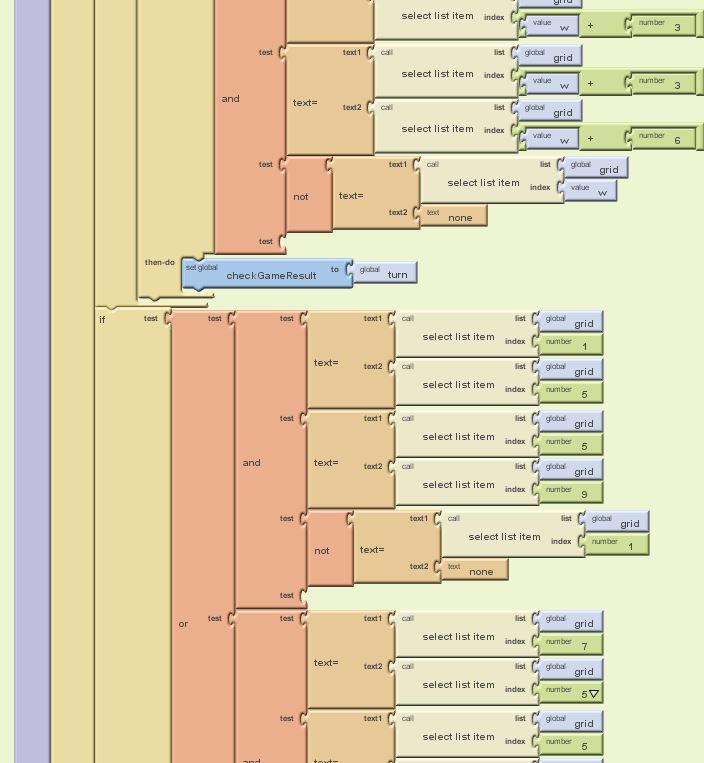 grid
select list item index value w + number 3
test text1 call list global grid
select list item
index value w + number 3
and text=
text2 call list global grid
select list item
index value w + number 6
test text1 call list global grid
select list item
not text= index value w
text2 text none
test
then-do set global checkGameResult to global turn
if test test test text1 call list global grid
select list item
index number 1
text=
text2 call list global grid
select list item
index number 5
test text1 call list global grid
select list item
index number 5
and text=
text2 call list global grid
select list item
index number 9
test text1 call list global grid
select list item
not text= index number 1
text2 text none
test
or test test text1 call list global grid
select list item
index number 7
text=
text2 call list global grid
select list item
index number 5
test text1 call list global grid
select list item
index number 5
and text=
text2 call list global grid